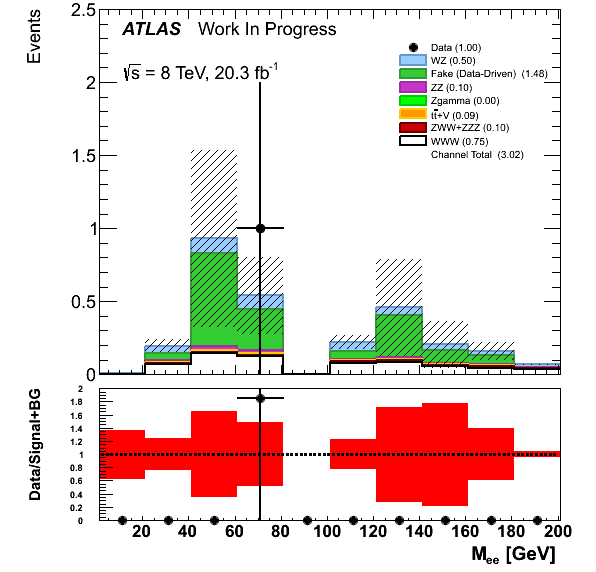 Events
2.5
2
1.5
1
0.5
0
ATLAS Work In Progress
√s = 8 TeV, 20.3 fb-1
Data (1.00)
WZ (0.50)
Fake (Data-Driven) (1.48)
ZZ (0.10)
Zgamma (0.00)
tt̄+V (0.09)
ZWW+ZZZ (0.10)
WWW (0.75)
Channel Total (3.02)
Data/Signal+BG
2
1.8
1.6
1.4
1.2
1
0.8
0.6
0.4
0.2
0
20 40 60 80 100 120 140 160 180 200
Mee [GeV]